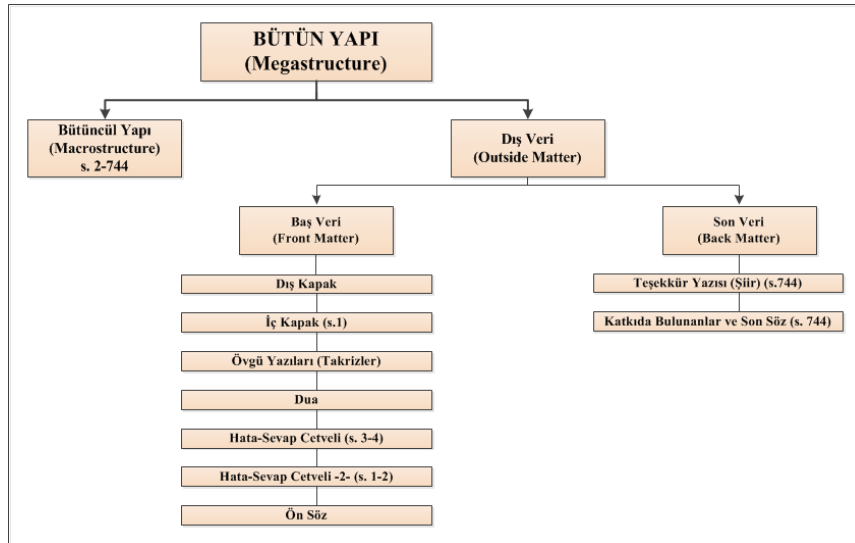 BÜTÜN YAPI
(Megastructure)
Bütüncül Yapı
(Macrostructure)
s. 2-744
Dış Veri
(Outside Matter)
Baş Veri
(Front Matter)
Son Veri
(Back Matter)
Dış Kapak
İç Kapak (s.1)
Övgü Yazıları (Takrizler)
Dua
Hata-Sevap Cetveli (s. 3-4)
Hata-Sevap Cetveli -2- (s. 1-2)
Ön Söz
Teşekkür Yazısı (Şiir) (s.744)
Katkıda Bulunanlar ve Son Söz (s. 744)